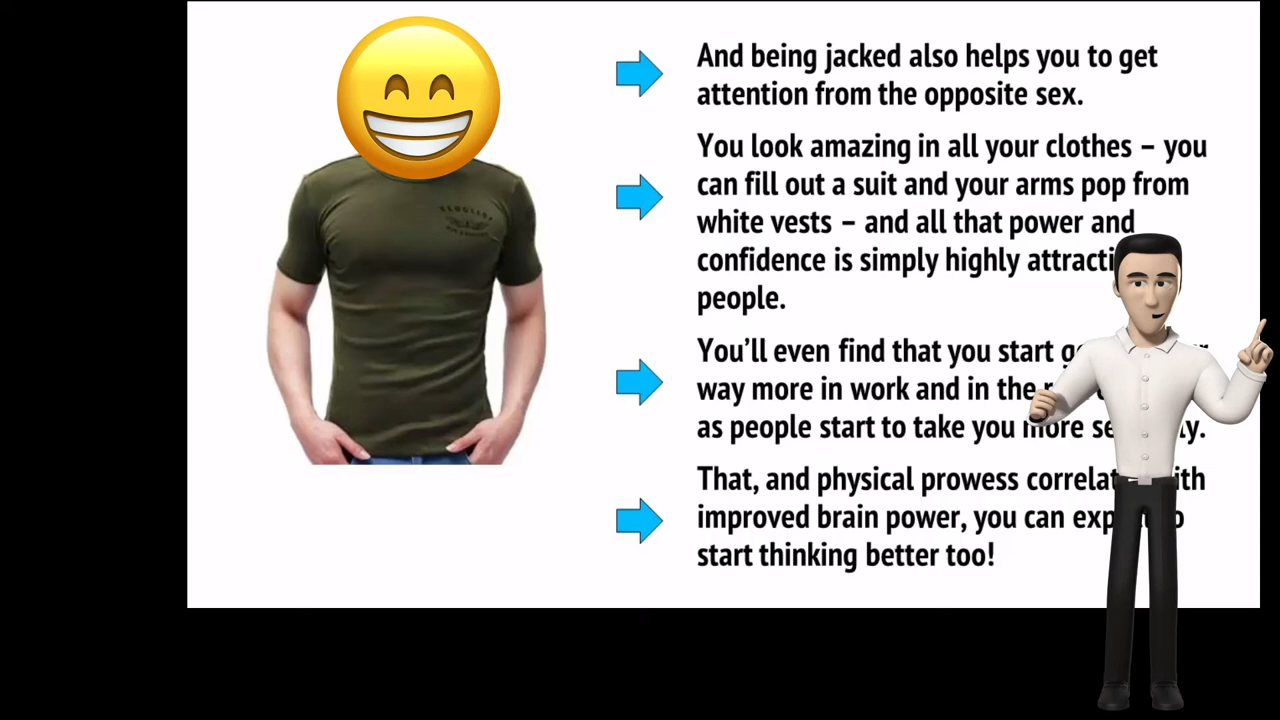 And being jacked also helps you to get
attention from the opposite sex.
You look amazing in all your clothes – you
can fill out a suit and your arms pop from
white vests – and all that power and
confidence is simply highly
people.
You’ll even find that you start
way more in work and in the
as people start to take you more
That, and physical prowess
improved brain power, you can
start thinking better too!